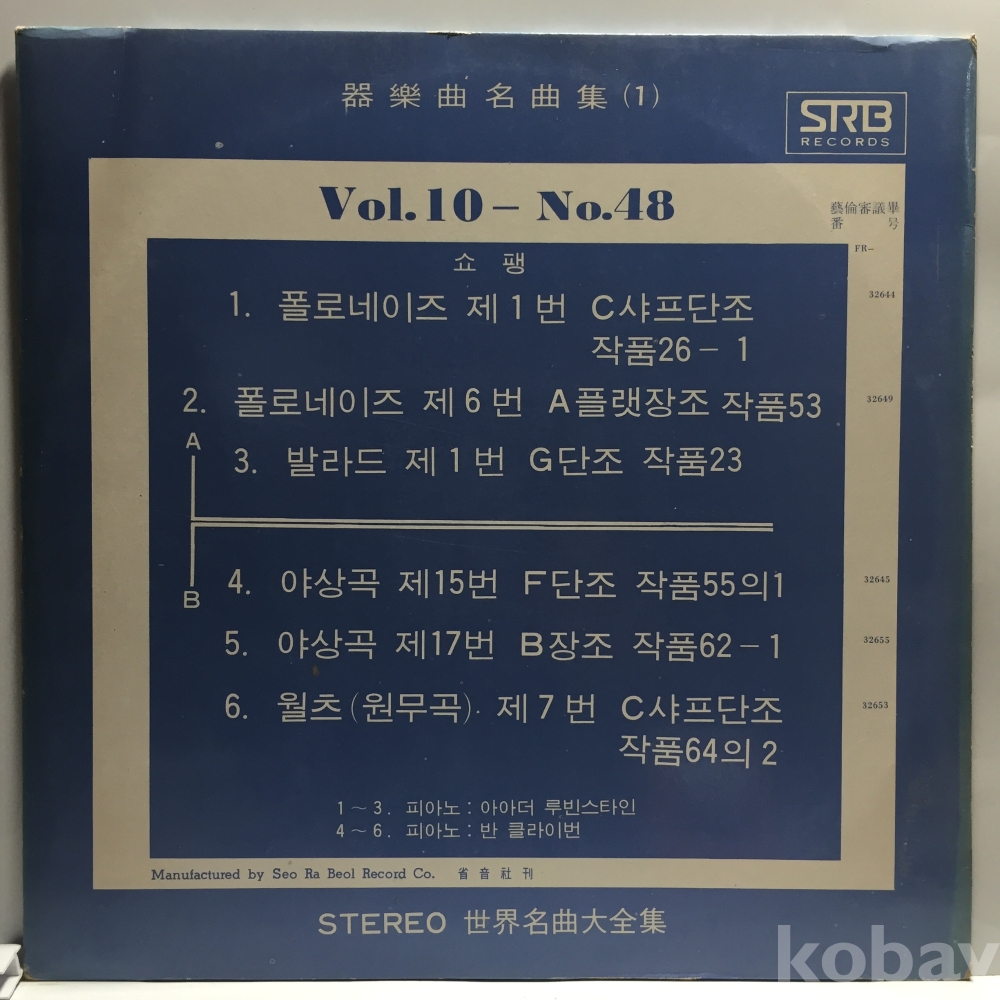 器樂曲名曲集(1)
SRB
RECORDS
Vol.10 – No.48
藝倫審議畢
番 号
FR–
쇼 팽
1. 폴로네이즈 제1번 C샤프단조
32644
작품26 – 1
2. 폴로네이즈 제6번 A플랫장조 작품53
32649
A
3. 발라드 제1번 G단조 작품23
4. 야상곡 제15번 F단조 작품55의1
32645
B
5. 야상곡 제17번 B장조 작품62 – 1
32655
6. 월츠(원무곡)· 제7번 C샤프단조
32653
작품64의2
1~3. 피아노 : 아아더 루빈스타인
4~6. 피아노 : 반 클라이번
Manufactured by Seo Ra Beol Record Co. 省音社刊
STEREO 世界名曲大全集
kobay